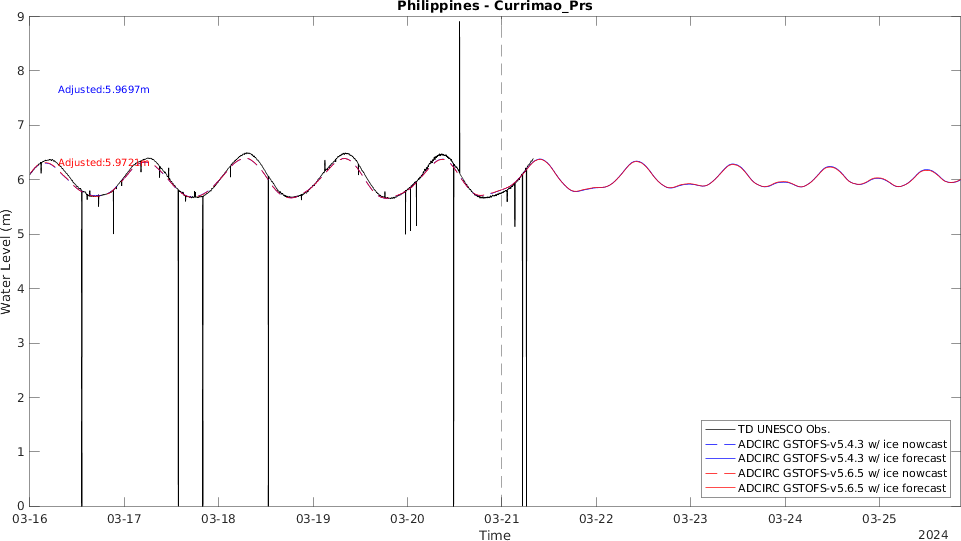 Philippines - Currimao_Prs
Water Level (m)
9
8
7
6
5
4
3
2
1
0
Adjusted:5.9697m
Adjusted:5.9721m
TD UNESCO Obs.
ADCIRC GSTOFS-v5.4.3 w/ ice nowcast
ADCIRC GSTOFS-v5.4.3 w/ ice forecast
ADCIRC GSTOFS-v5.6.5 w/ ice nowcast
ADCIRC GSTOFS-v5.6.5 w/ ice forecast
03-16 03-17 03-18 03-19 03-20 03-21 03-22 03-23 03-24 03-25
Time
2024